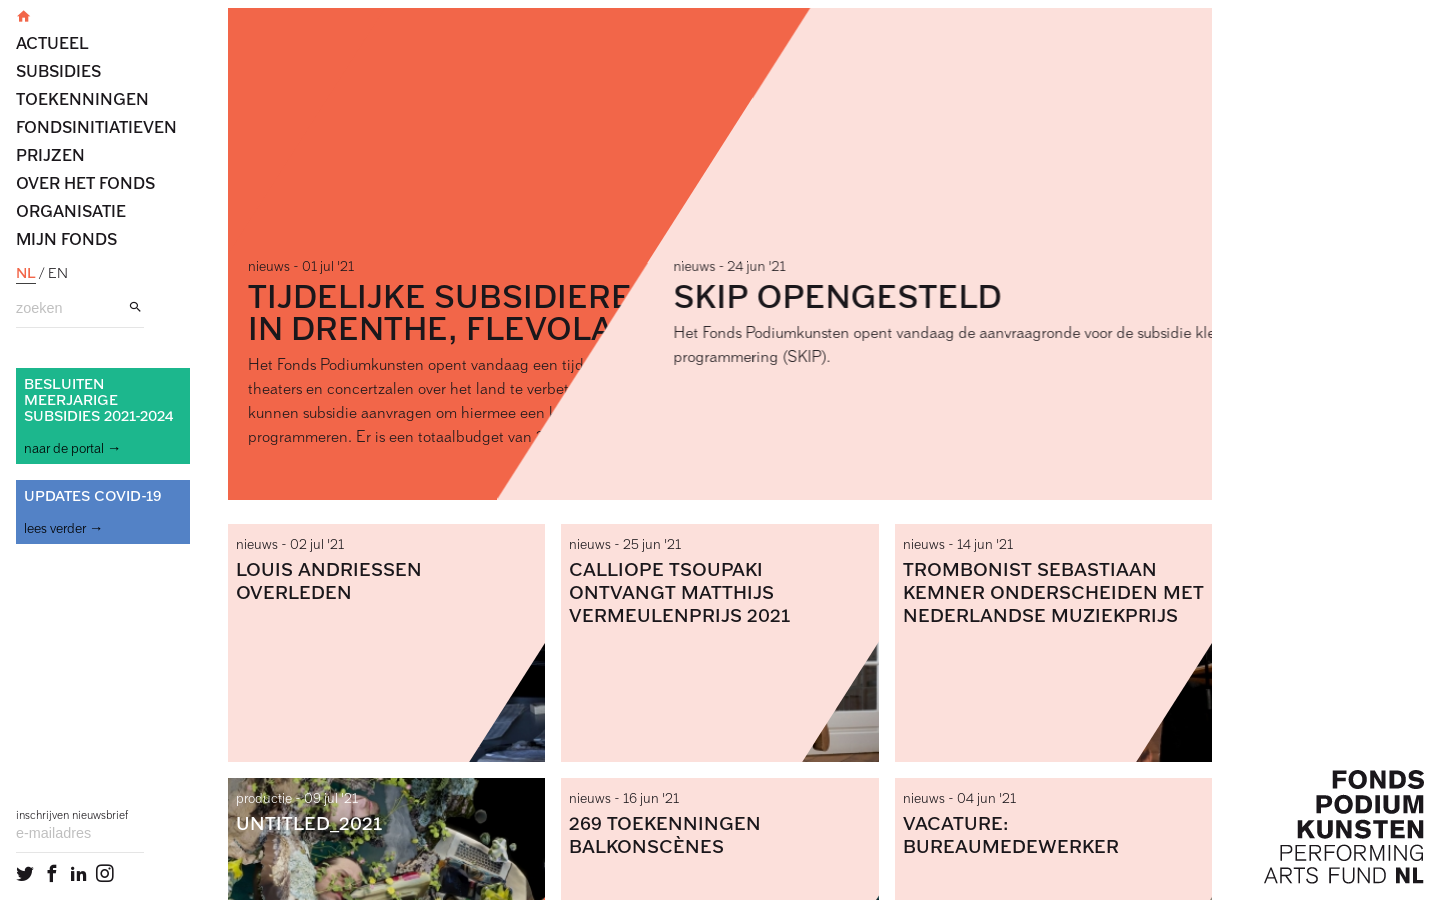 ACTUEEL
SUBSIDIES
TOEKENNINGEN
FONDSINITIATIEVEN
PRIJZEN
OVER HET FONDS
ORGANISATIE
MIJN FONDS
NL / EN
zoeken
BESLUITEN
MEERJARIGE
SUBSIDIES 2021-2024
naar de portal →
UPDATES COVID-19
lees verder →
inschrijven nieuwsbrief
e-mailadres
nieuws - 01 jul '21
TIJDELIJKE SUBSIDIERE
IN DRENTHE, FLEVOLA
Het Fonds Podiumkunsten opent vandaag een tijd
theaters en concertzalen over het land te verbet
kunnen subsidie aanvragen om hiermee een
programmeren. Er is een totaalbudget van
nieuws - 24 jun '21
SKIP OPENGESTELD
Het Fonds Podiumkunsten opent vandaag de aanvraagronde voor de subsidie kle
programmering (SKIP).
nieuws - 02 jul '21
LOUIS ANDRIESSEN
OVERLEDEN
nieuws - 25 jun '21
CALLIOPE TSOUPAKI
ONTVANGT MATTHIJS
VERMEULENPRIJS 2021
nieuws - 14 jun '21
TROMBONIST SEBASTIAAN
KEMNER ONDERSCHEIDEN MET
NEDERLANDSE MUZIEKPRIJS
productie - 09 jul '21
UNTITLED_2021
nieuws - 16 jun '21
269 TOEKENNINGEN
BALKONSCÈNES
nieuws - 04 jun '21
VACATURE:
BUREAUMEDEWERKER
FONDS
PODIUM
KUNSTEN
PERFORMING
ARTS FUND NL